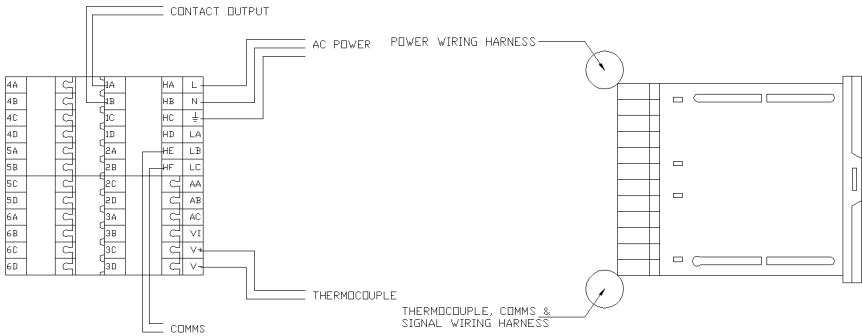 CONTACT OUTPUT
AC POWER
POWER WIRING HARNESS
4A 1A HA L
4B 1B HB N
4C 1C HC
4D 1D HD LA
5A 2A HE LB
5B 2B HF LC
5C 2C AA
5D 2D AB
6A 3A AC
6B 3B VI
6C 3C V+
6D 3D V-
THERMOCOUPLE
THERMOCOUPLE, COMMS &
SIGNAL WIRING HARNESS
COMMS